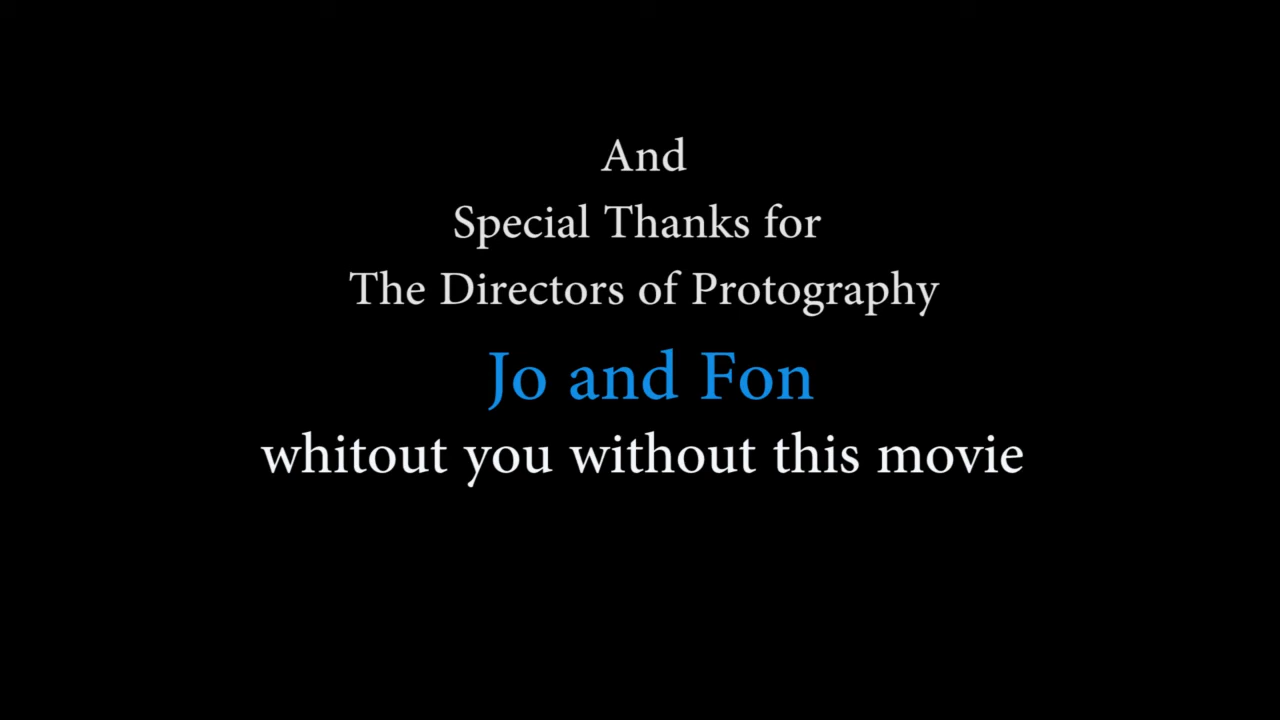 And
Special Thanks for
The Directors of Protography
Jo and Fon
whitout you without this movie